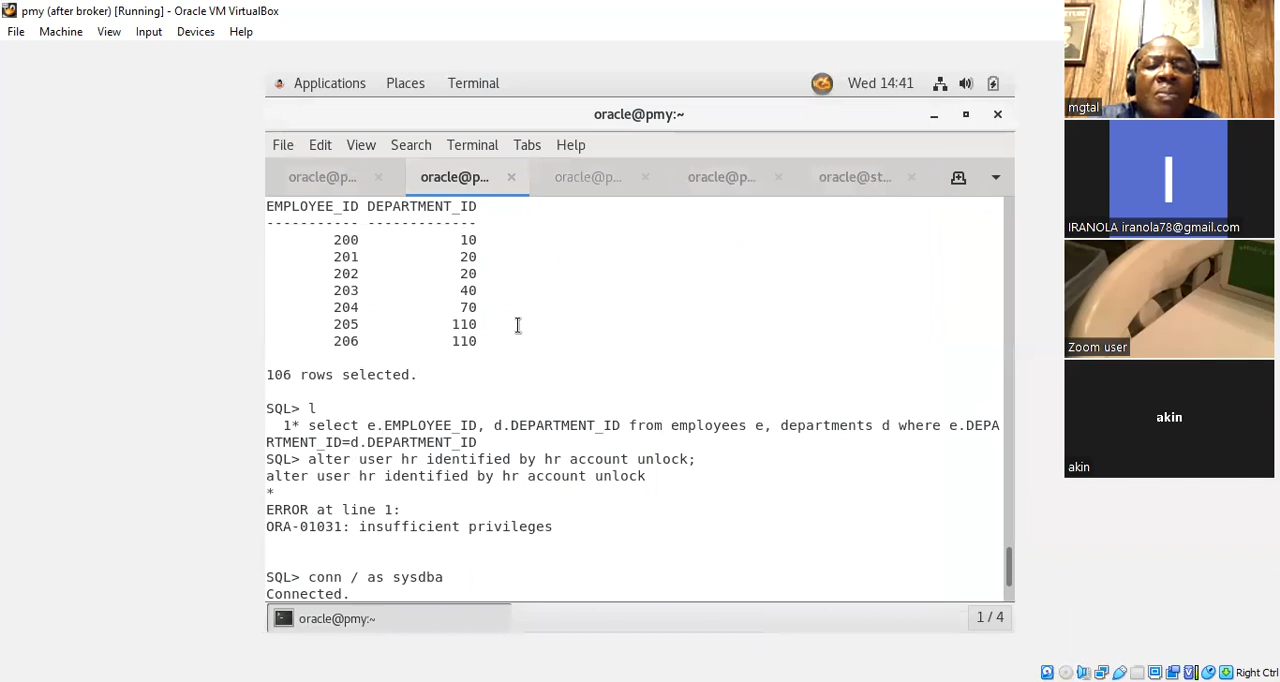 pmy (after broker) [Running] - Oracle VM VirtualBox
File Machine View Input Devices Help
Applications Places Terminal Wed 14:41
oracle@pmy:~
File Edit View Search Terminal Tabs Help
oracle@p... oracle@p... oracle@p... oracle@p... oracle@st...
EMPLOYEE_ID DEPARTMENT_ID
----------- -------------
200 10
201 20
202 20
203 40
204 70
205 110
206 110
106 rows selected.
SQL> l
1* select e.EMPLOYEE_ID, d.DEPARTMENT_ID from employees e, departments d where e.DEPA
RTMENT_ID=d.DEPARTMENT_ID
SQL> alter user hr identified by hr account unlock;
alter user hr identified by hr account unlock
*
ERROR at line 1:
ORA-01031: insufficient privileges
SQL> conn / as sysdba
Connected.
oracle@pmy:~
1 / 4
mgtal
I
IRANOLA iranola78@gmail.com
Zoom user
akin
akin
Right Ctrl